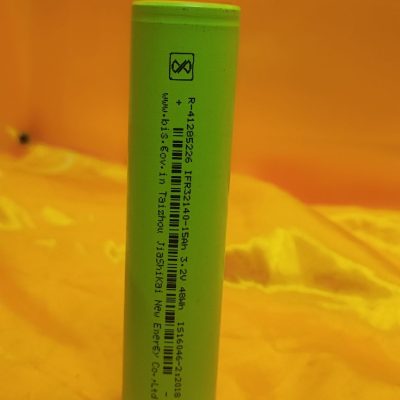 R-41285226 IFR32140-15Ah 3.2V 48Wh IS16046-2:2018
+ -
www.bis.Gov.in Taizhou JiaShiKai New Energy Co.,Ltd